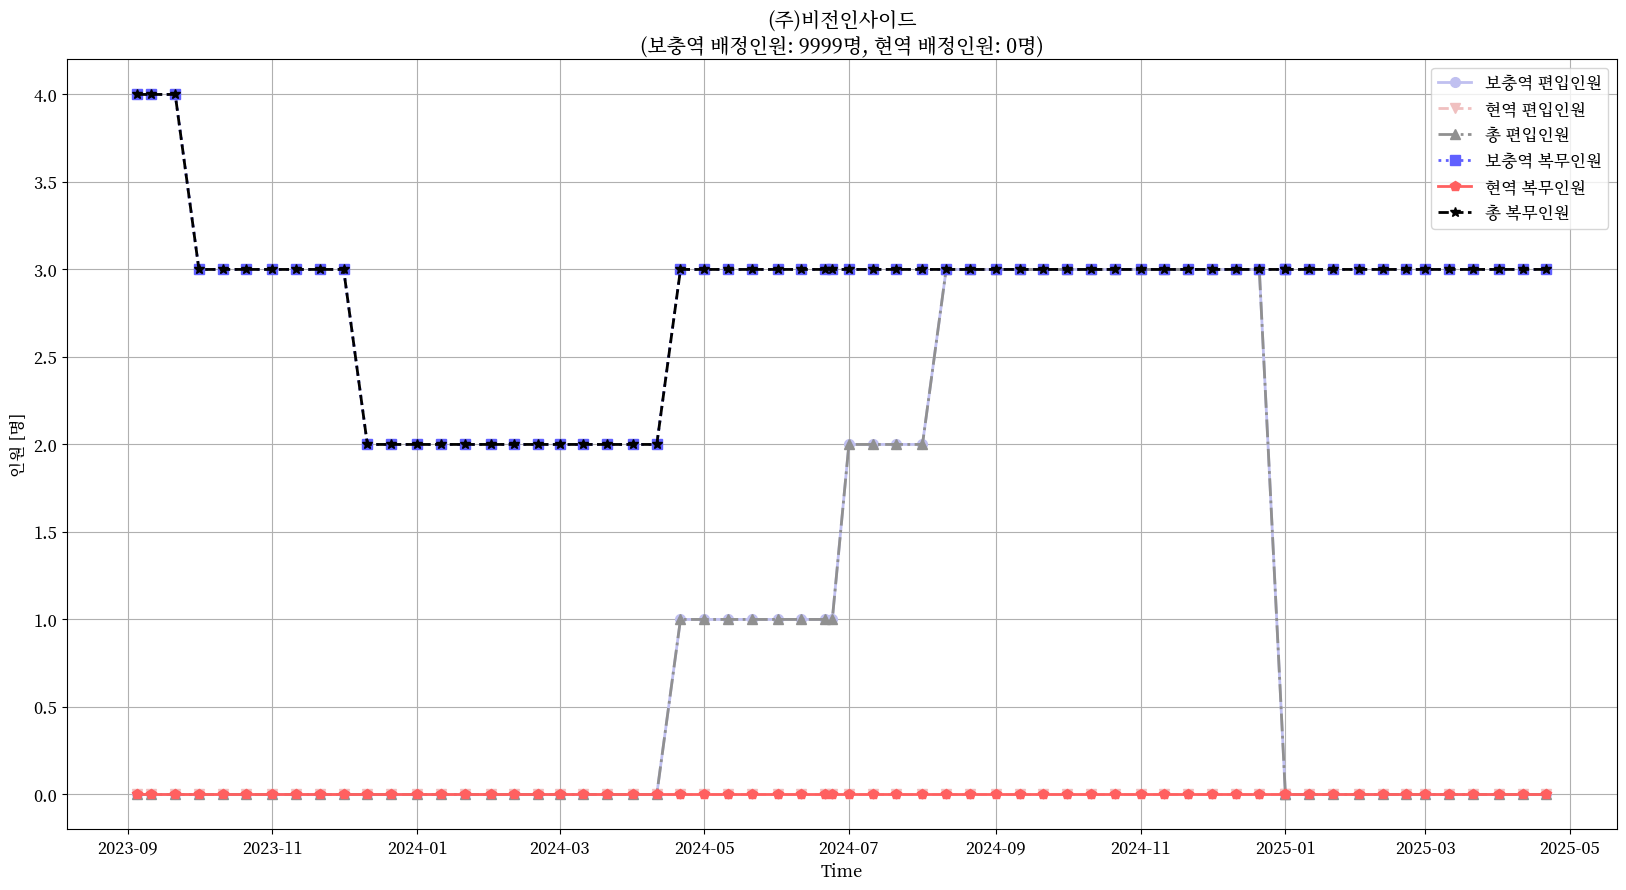 (주)비전인사이드
(보충역 배정인원: 9999명, 현역 배정인원: 0명)
보충역 편입인원
현역 편입인원
총 편입인원
보충역 복무인원
현역 복무인원
총 복무인원
4.0
3.5
3.0
2.5
2.0
1.5
1.0
0.5
0.0
인원 [명]
2023-09 2023-11 2024-01 2024-03 2024-05 2024-07 2024-09 2024-11 2025-01 2025-03 2025-05
Time